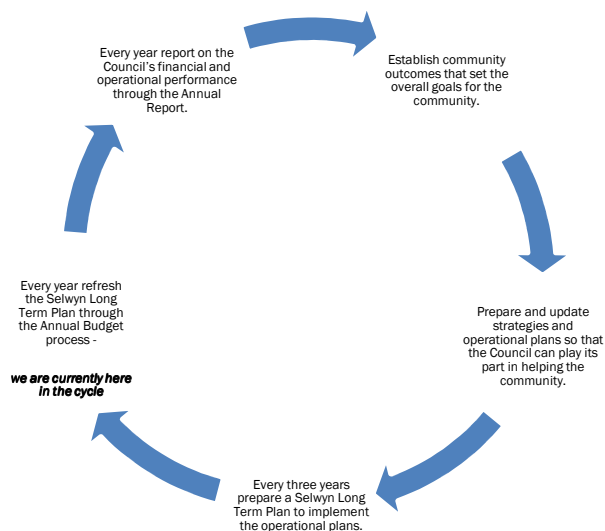 Every year report on the
Council's financial and
operational performance
through the Annual
Report.
Establish community
outcomes that set the
overall goals for the
community.
Prepare and update
strategies and
operational plans so that
the Council can play its
part in helping the
community.
Every three years
prepare a Selwyn Long
Term Plan to implement
the operational plans.
Every year refresh
the Selwyn Long
Term Plan through
the Annual Budget
process -
we are currently here
in the cycle